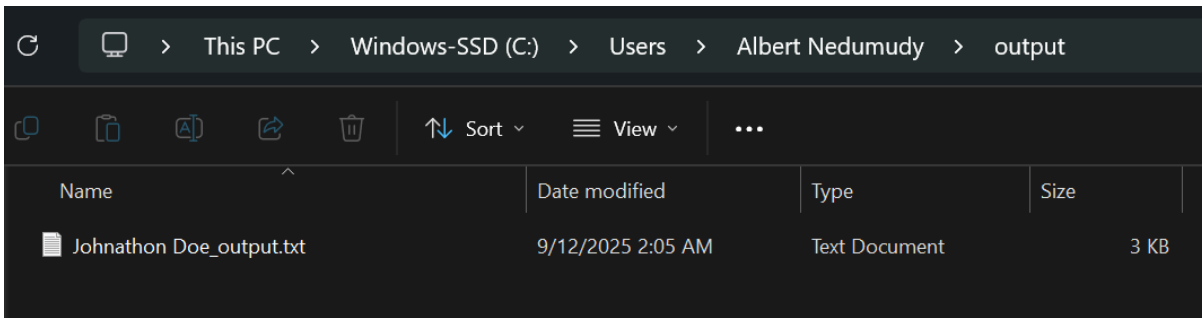 This PC > Windows-SSD (C:) > Users > Albert Nedumudy > output
Sort View
Name Date modified Type Size
Johnathon Doe_output.txt 9/12/2025 2:05 AM Text Document 3 KB